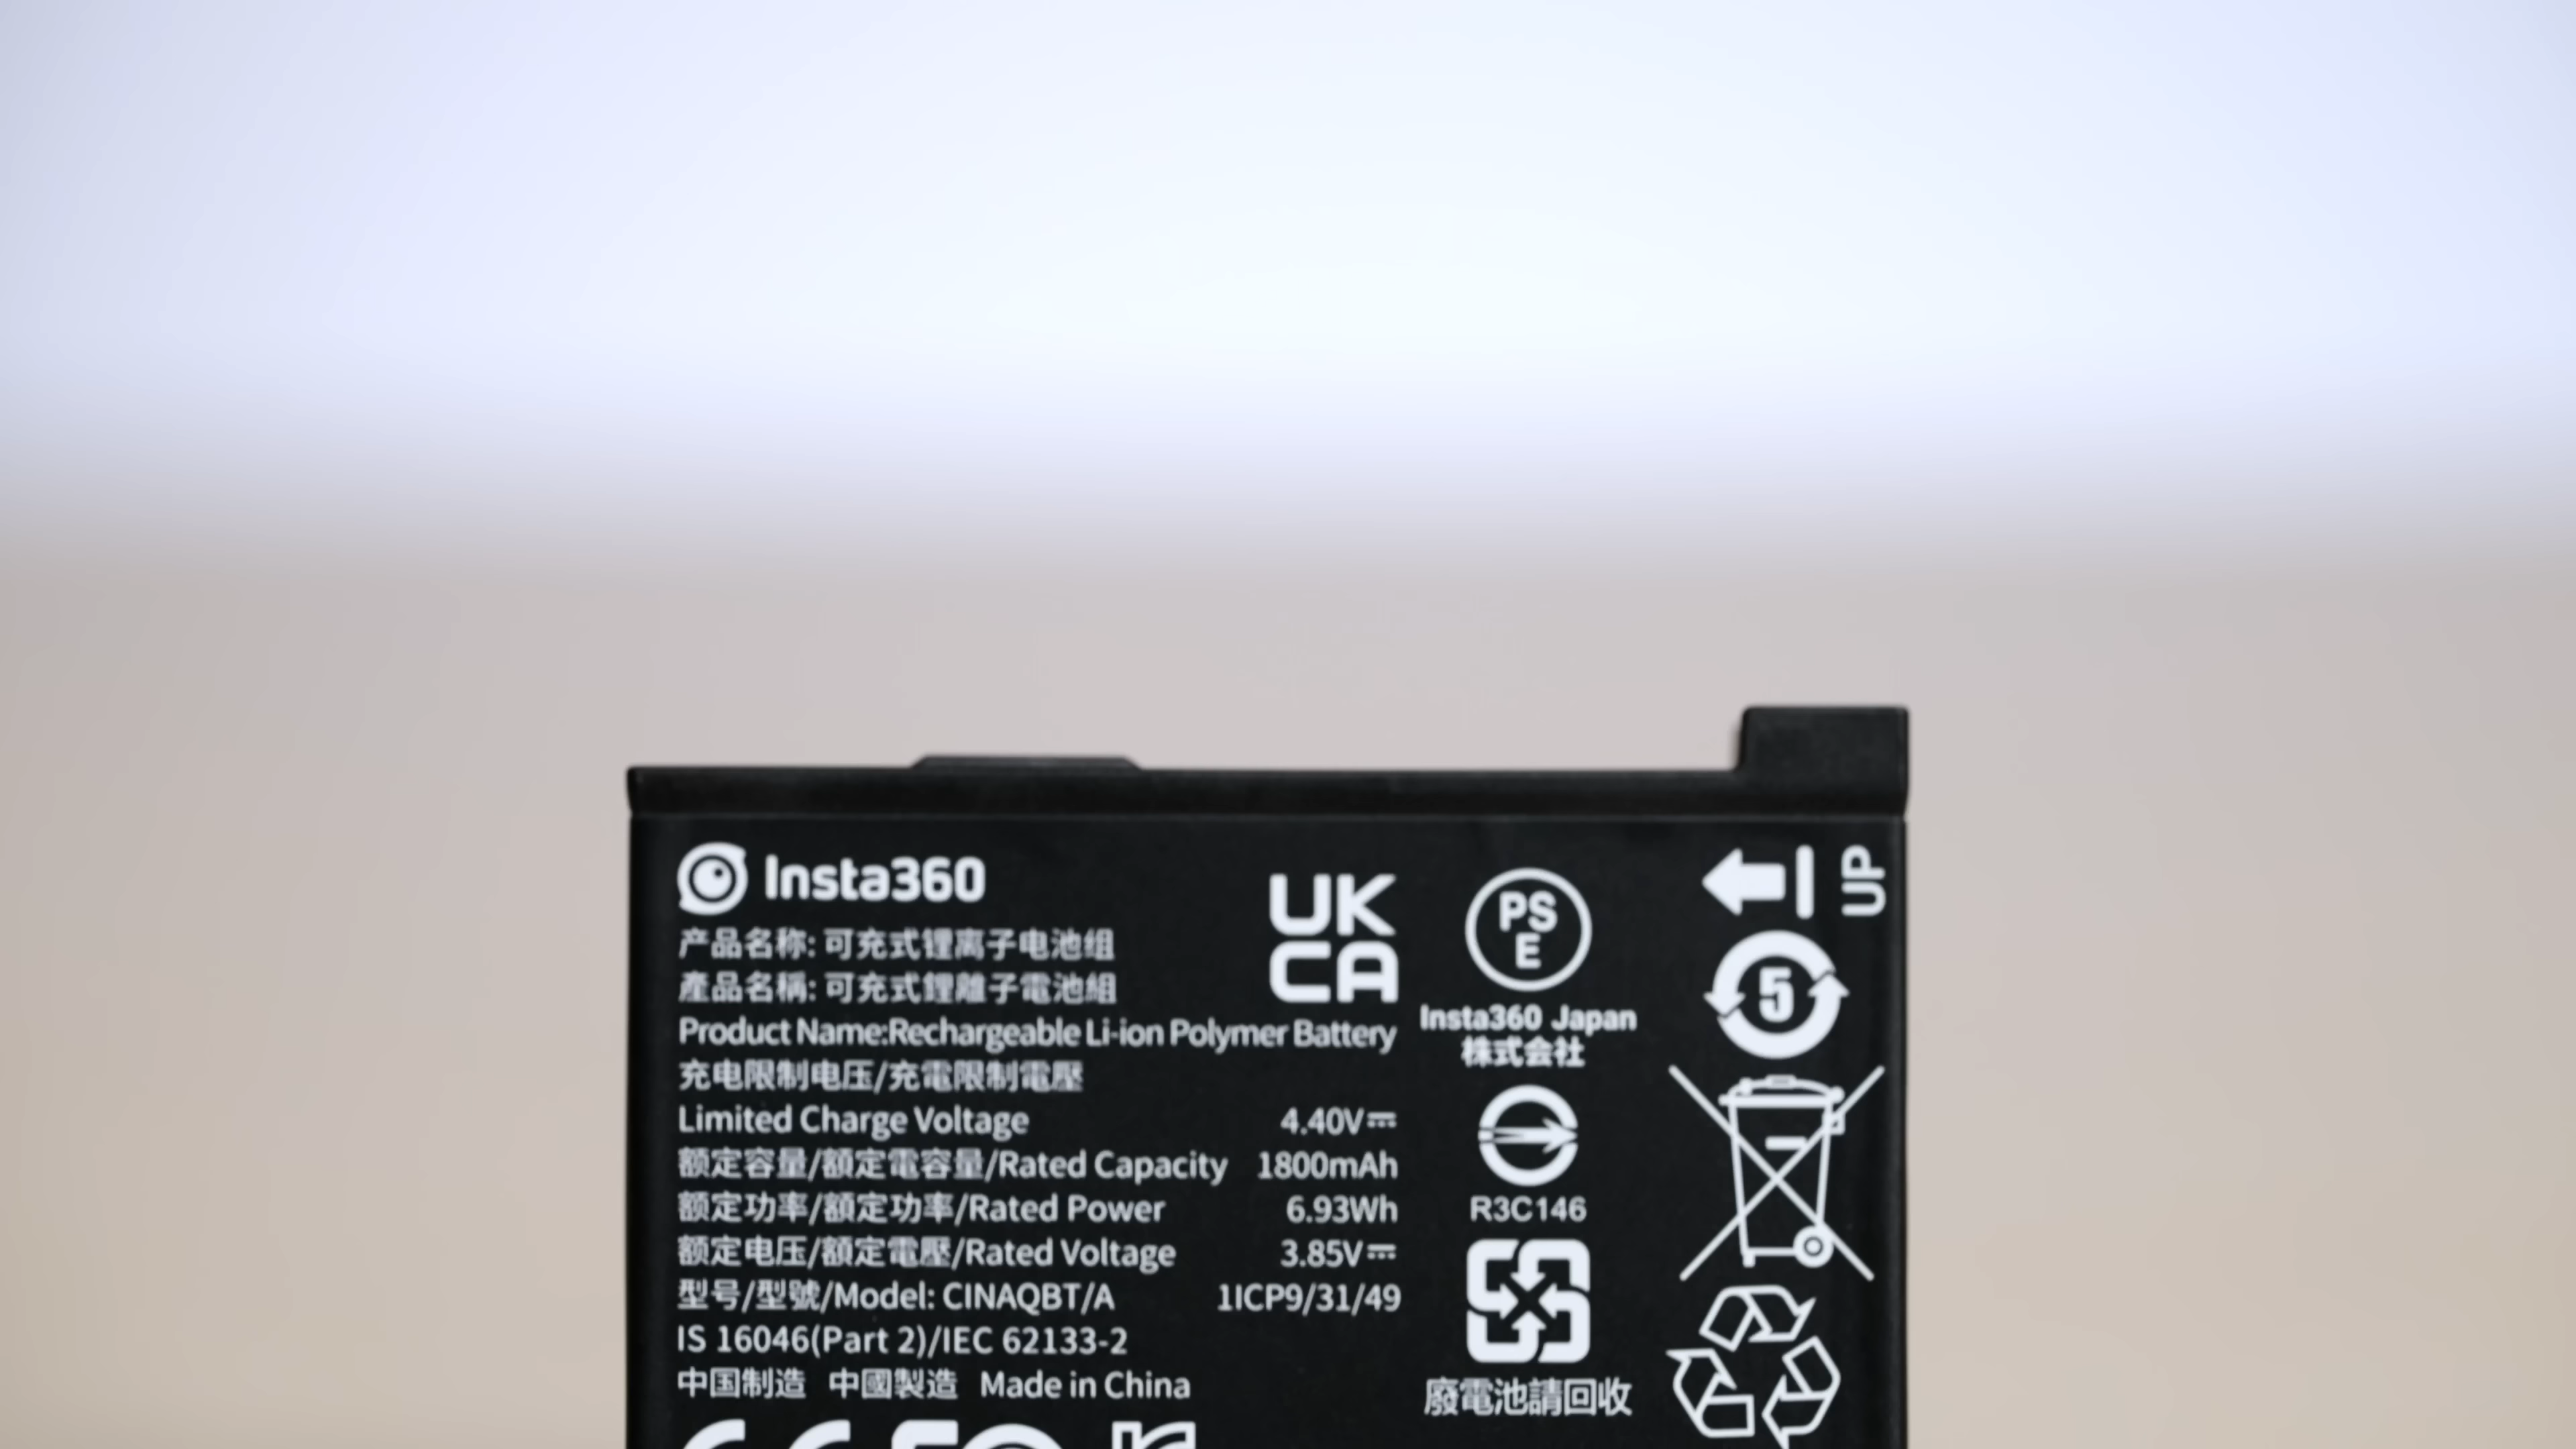 Insta360
产品名称: 可充式锂离子电池组
產品名稱: 可充式鋰離子電池組
Product Name:Rechargeable Li-ion Polymer Battery
充电限制电压/充電限制電壓
Limited Charge Voltage 4.40V⎓
额定容量/額定電容量/Rated Capacity 1800mAh
额定功率/額定功率/Rated Power 6.93Wh
额定电压/額定電壓/Rated Voltage 3.85V⎓
型号/型號/Model: CINAQBT/A 1ICP9/31/49
IS 16046(Part 2)/IEC 62133-2
中国制造 中國製造 Made in China
UK
CA
PS
E
Insta360 Japan
株式会社
R3C146
廢電池請回收
UP
5